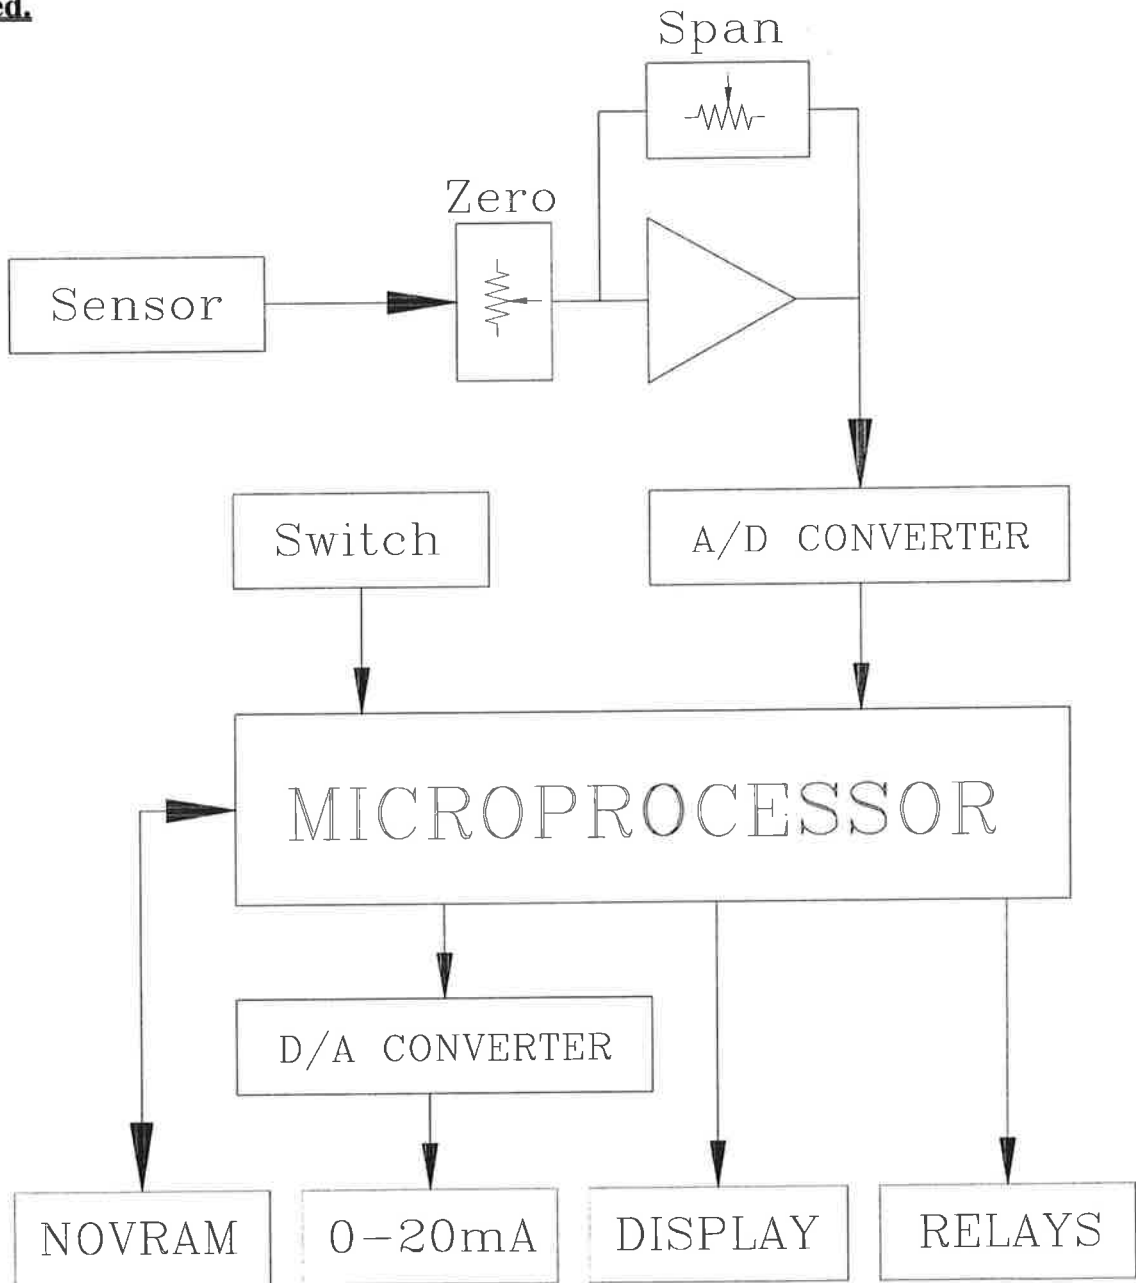 ed.
Span
Zero
Sensor
Switch
A/D CONVERTER
MICROPROCESSOR
D/A CONVERTER
NOVRAM
0-20mA
DISPLAY
RELAYS